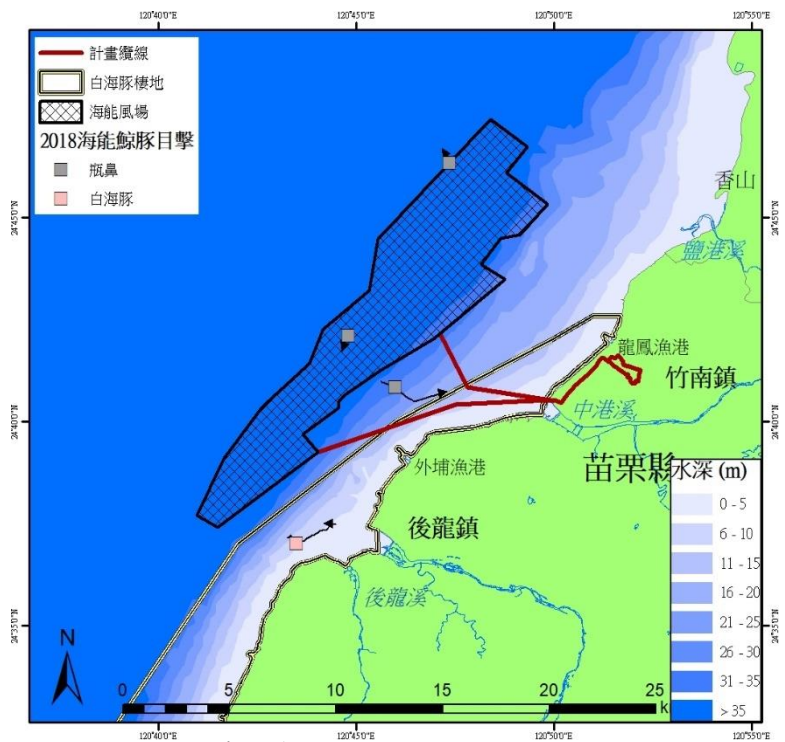 120°40'0"E
120°45'0"E
120°50'0"E
120°55'0"E
計畫纜線
白海豚棲地
海能風場
2018海能鯨豚目擊
瓶鼻
白海豚
香山
24°45'0"N
24°45'0"N
鹽港溪
龍鳳漁港
竹南鎮
24°40'0"N
24°40'0"N
中港溪
外埔漁港
苗栗縣
水深 (m)
0 - 5
6 - 10
11 - 15
16 - 20
21 - 25
26 - 30
31 - 35
> 35
後龍鎮
後龍溪
24°35'0"N
24°35'0"N
N
0 5 10 15 20 25
k
120°40'0"E
120°45'0"E
120°50'0"E
120°55'0"E